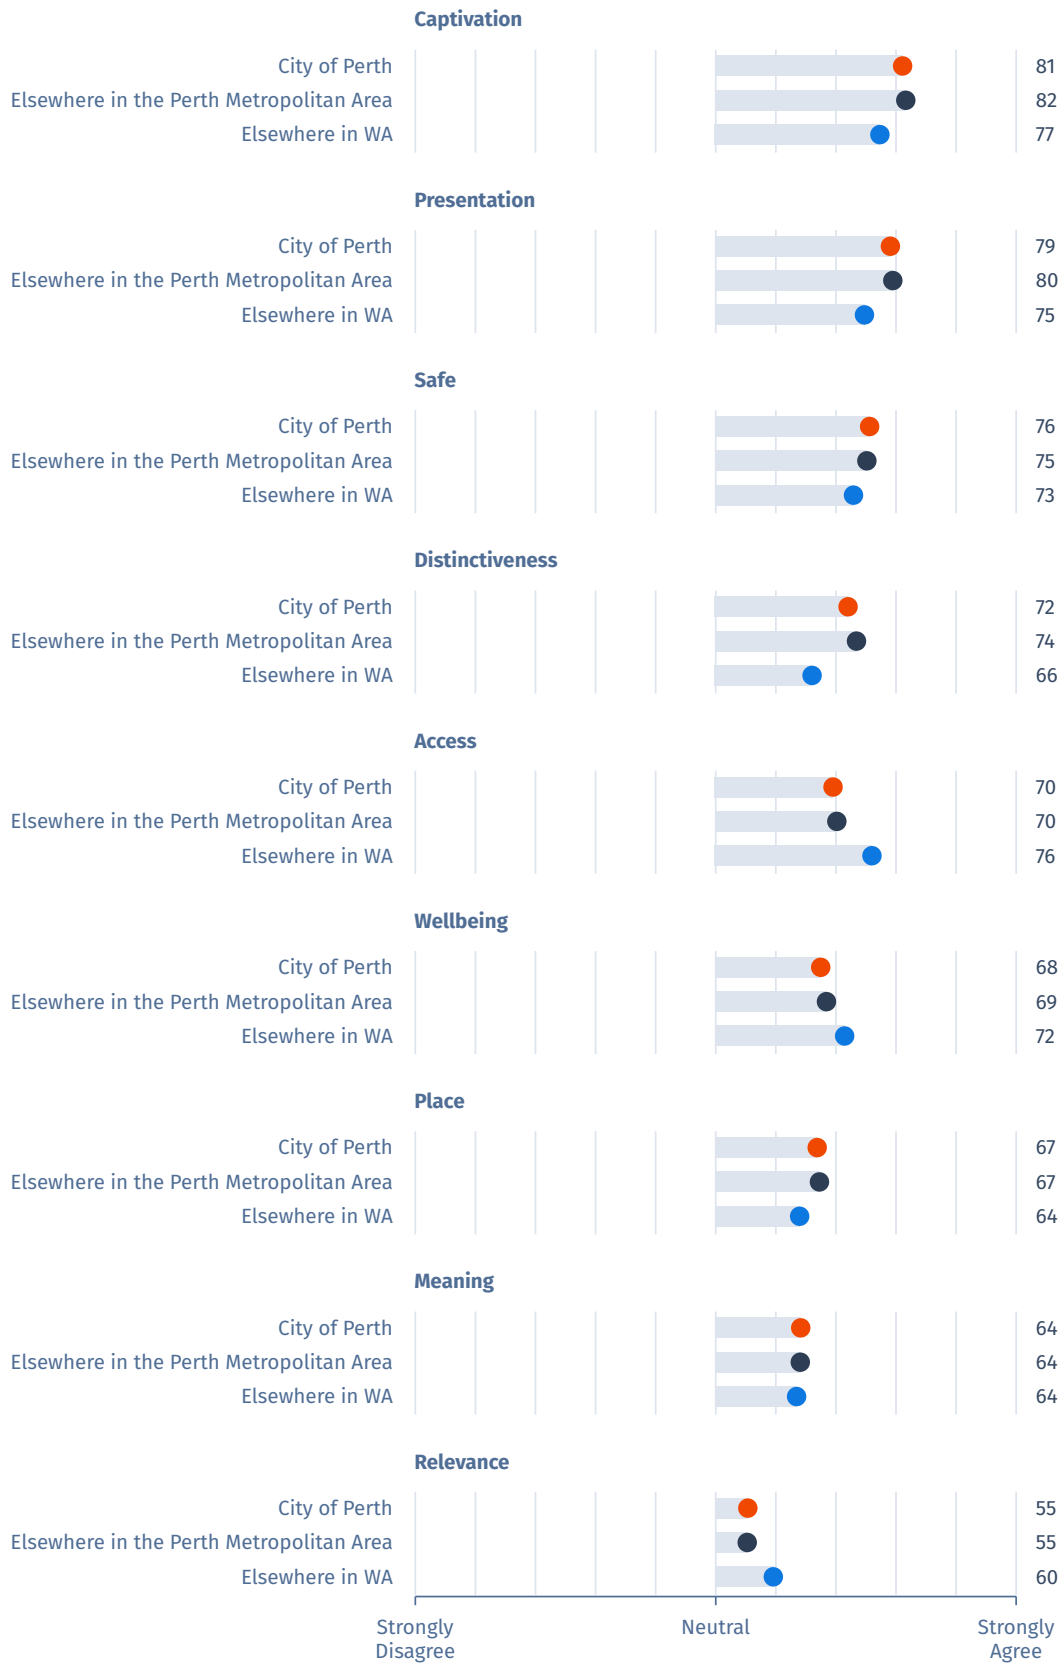 Captivation
City of Perth 81
Elsewhere in the Perth Metropolitan Area 82
Elsewhere in WA 77
Presentation
City of Perth 79
Elsewhere in the Perth Metropolitan Area 80
Elsewhere in WA 75
Safe
City of Perth 76
Elsewhere in the Perth Metropolitan Area 75
Elsewhere in WA 73
Distinctiveness
City of Perth 72
Elsewhere in the Perth Metropolitan Area 74
Elsewhere in WA 66
Access
City of Perth 70
Elsewhere in the Perth Metropolitan Area 70
Elsewhere in WA 76
Wellbeing
City of Perth 68
Elsewhere in the Perth Metropolitan Area 69
Elsewhere in WA 72
Place
City of Perth 67
Elsewhere in the Perth Metropolitan Area 67
Elsewhere in WA 64
Meaning
City of Perth 64
Elsewhere in the Perth Metropolitan Area 64
Elsewhere in WA 64
Relevance
City of Perth 55
Elsewhere in the Perth Metropolitan Area 55
Elsewhere in WA 60
Strongly Neutral Strongly
Disagree Agree